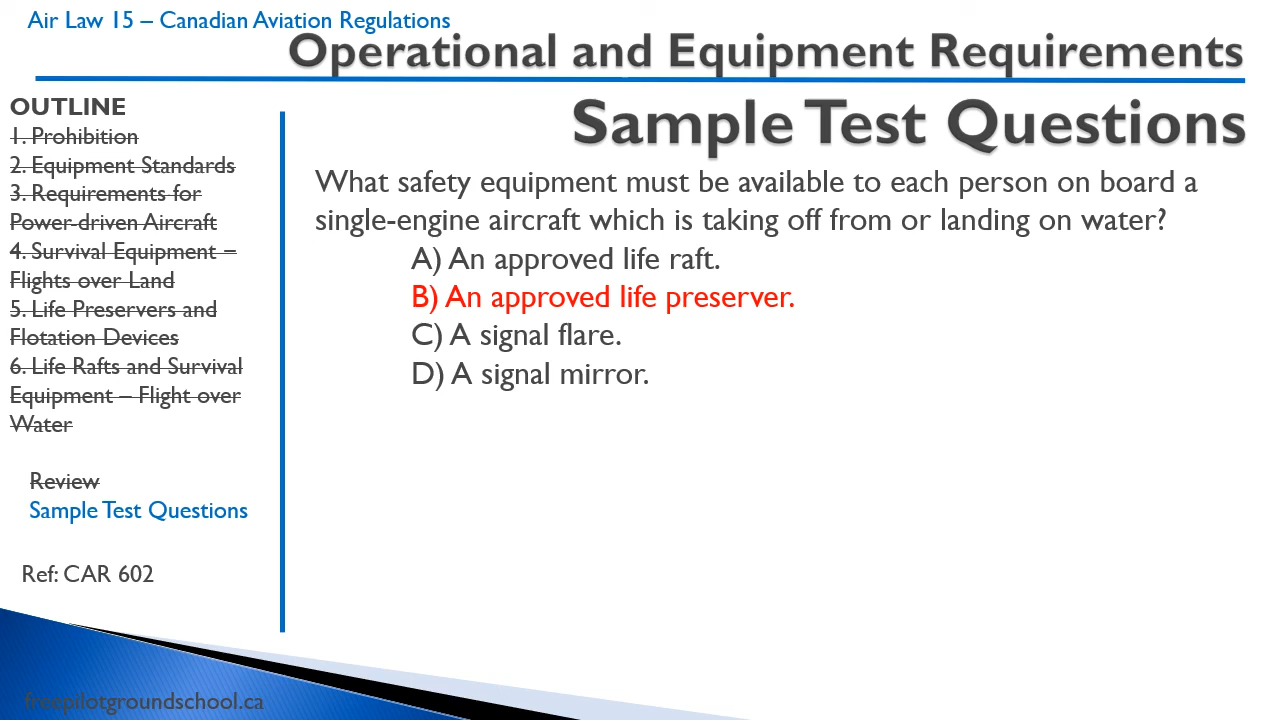 Air Law 15 – Canadian Aviation Regulations
Operational and Equipment Requirements
OUTLINE
1. Prohibition
2. Equipment Standards
3. Requirements for
Power-driven Aircraft
4. Survival Equipment –
Flights over Land
5. Life Preservers and
Flotation Devices
6. Life Rafts and Survival
Equipment – Flight over
Water
Review
Sample Test Questions
Ref: CAR 602
Sample Test Questions
What safety equipment must be available to each person on board a
single-engine aircraft which is taking off from or landing on water?
A) An approved life raft.
B) An approved life preserver.
C) A signal flare.
D) A signal mirror.
freepilotgroundschool.ca